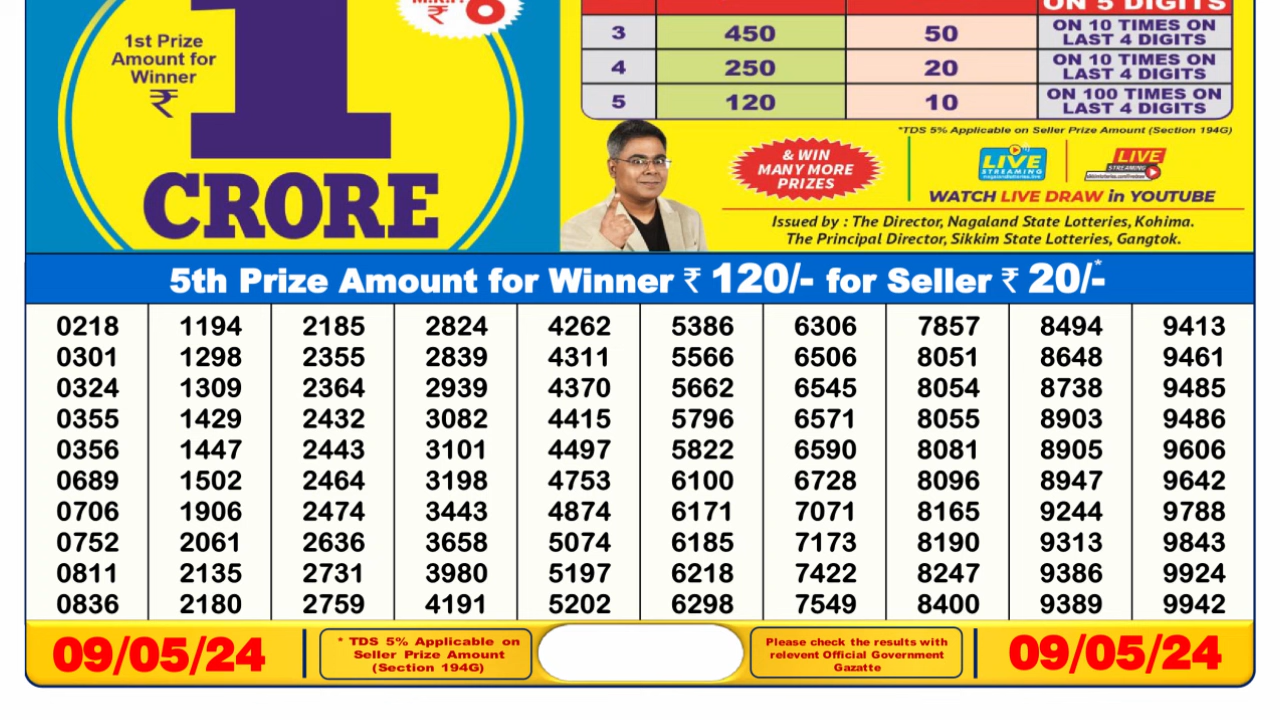 M.R.P. ₹ 6
1st Prize
Amount for
Winner
₹
1
CRORE
ON 5 DIGITS
3 450 50 ON 10 TIMES ON LAST 4 DIGITS
4 250 20 ON 10 TIMES ON LAST 4 DIGITS
5 120 10 ON 100 TIMES ON LAST 4 DIGITS
*TDS 5% Applicable on Seller Prize Amount (Section 194G)
& WIN
MANY MORE
PRIZES
LIVE
STREAMING
LIVE
STREAMING
WATCH LIVE DRAW in YOUTUBE
Issued by : The Director, Nagaland State Lotteries, Kohima.
The Principal Director, Sikkim State Lotteries, Gangtok.
5th Prize Amount for Winner ₹ 120/- for Seller ₹ 20/-*
0218 1194 2185 2824 4262 5386 6306 7857 8494 9413
0301 1298 2355 2839 4311 5566 6506 8051 8648 9461
0324 1309 2364 2939 4370 5662 6545 8054 8738 9485
0355 1429 2432 3082 4415 5796 6571 8055 8903 9486
0356 1447 2443 3101 4497 5822 6590 8081 8905 9606
0689 1502 2464 3198 4753 6100 6728 8096 8947 9642
0706 1906 2474 3443 4874 6171 7071 8165 9244 9788
0752 2061 2636 3658 5074 6185 7173 8190 9313 9843
0811 2135 2731 3980 5197 6218 7422 8247 9386 9924
0836 2180 2759 4191 5202 6298 7549 8400 9389 9942
09/05/24
* TDS 5% Applicable on
Seller Prize Amount
(Section 194G)
Please check the results with
relevent Official Government
Gazatte
09/05/24